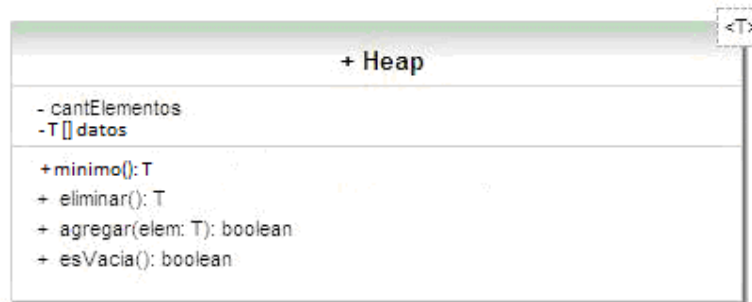 <T>
+ Heap
- cantElementos
-T [] datos
+minimo(): T
+ eliminar(): T
+ agregar(elem: T): boolean
+ esVacia(): boolean